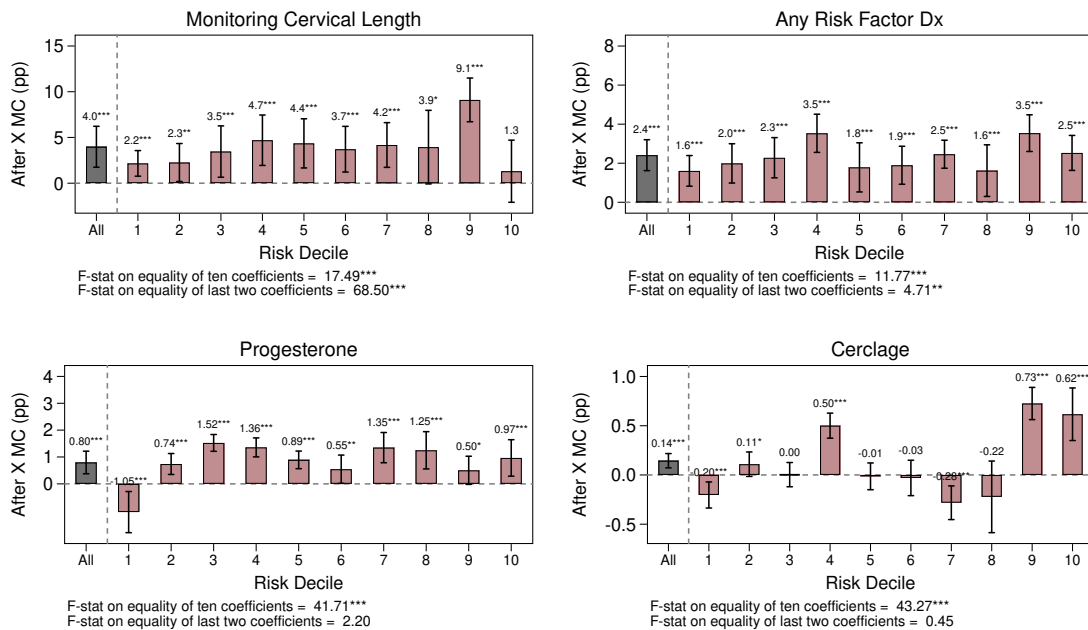 Monitoring Cervical Length
After X MC (pp)
15
10
5
0
4.0***
2.2***
2.3**
3.5***
4.7***
4.4***
3.7***
4.2***
3.9*
9.1***
1.3
All 1 2 3 4 5 6 7 8 9 10
Risk Decile
F-stat on equality of ten coefficients = 17.49***
F-stat on equality of last two coefficients = 68.50***
Any Risk Factor Dx
After X MC (pp)
8
6
4
2
0
2.4***
1.6***
2.0***
2.3***
3.5***
1.8***
1.9***
2.5***
1.6***
3.5***
2.5***
All 1 2 3 4 5 6 7 8 9 10
Risk Decile
F-stat on equality of ten coefficients = 11.77***
F-stat on equality of last two coefficients = 4.71**
Progesterone
After X MC (pp)
4
3
2
1
0
0.80***
-1.05***
0.74***
1.52***
1.36***
0.89***
0.55**
1.35***
1.25***
0.50*
0.97***
All 1 2 3 4 5 6 7 8 9 10
Risk Decile
F-stat on equality of ten coefficients = 41.71***
F-stat on equality of last two coefficients = 2.20
Cerclage
After X MC (pp)
1.0
0.5
0.0
-0.5
0.14***
-0.20***
0.11*
0.00
0.50***
-0.01
-0.03
-0.28***
-0.22
0.73***
0.62***
All 1 2 3 4 5 6 7 8 9 10
Risk Decile
F-stat on equality of ten coefficients = 43.27***
F-stat on equality of last two coefficients = 0.45